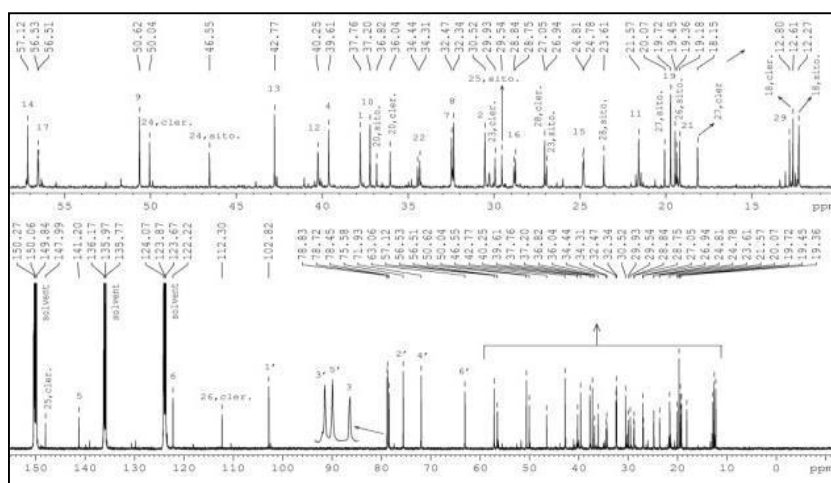 57.12 56.53 56.51 50.62 50.04 46.55 42.77 40.25 39.61 37.76 37.20 36.82 36.04 34.44 34.31 32.47 32.34 30.52 29.93 29.54 28.84 28.75 27.05 26.94 24.81 24.78 23.61 21.57 20.07 19.72 19.45 19.36 19.18 18.15 12.80 12.61 12.27
14 17 9 24,cler. 24,sito. 13 12 4 1 10 20,sito. 20,cler. 22 7 8 2 23,cler. 25,sito. 16 28,cler. 23,sito. 15 28,sito. 11 27,sito. 19 26,sito. 21 27,cler 29 18,cler. 18,sito.
55 50 45 40 35 30 25 20 15 ppm
150.27 150.06 149.84 147.99 141.20 136.17 135.97 135.77 124.07 123.87 123.67 122.22 112.30 102.82 78.83 78.72 78.45 75.58 71.93 63.06 57.12 56.53 56.51 50.62 50.04 46.55 42.77 40.25 39.61 37.76 37.20 36.82 36.04 34.44 34.31 32.47 32.34 30.52 29.93 29.54 28.84 28.75 27.05 26.94 24.81 24.78 23.61 21.57 20.07 19.72 19.45 19.36
solvent 25,cler. 5 solvent solvent 6 26,cler. 1' 3' 5' 3 2' 4' 6'
150 140 130 120 110 100 90 80 70 60 50 40 30 20 10 0 ppm